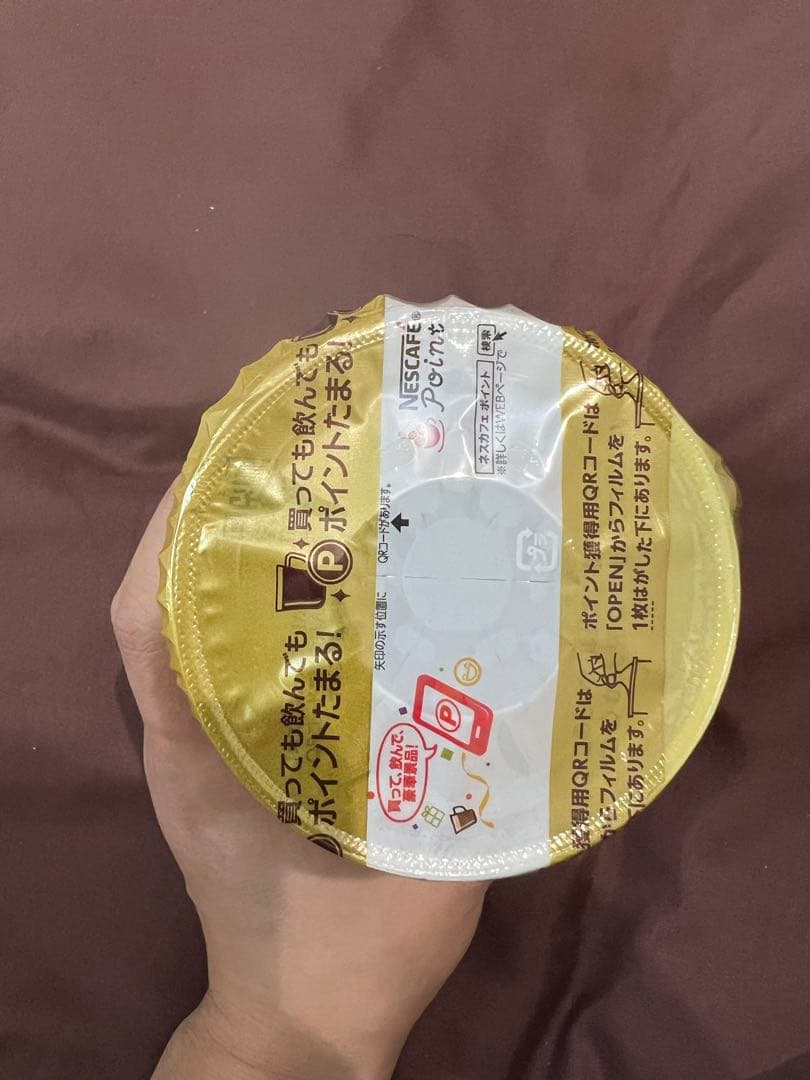 買っても飲んでも
ポイントたまる!
買っても飲んでも
Pポイントたまる!
NESCAFÉ®
Point
ネスカフェ ポイント 検索
※詳しくはWEBページで
矢印の示す位置に QRコードがあります。
買って、飲んで、
豪華景品!
P
プラ
ポイント獲得用QRコードは
「OPEN」からフィルムを
1枚はがした下にあります。
獲得用QRコードは
からフィルムを
下にあります。